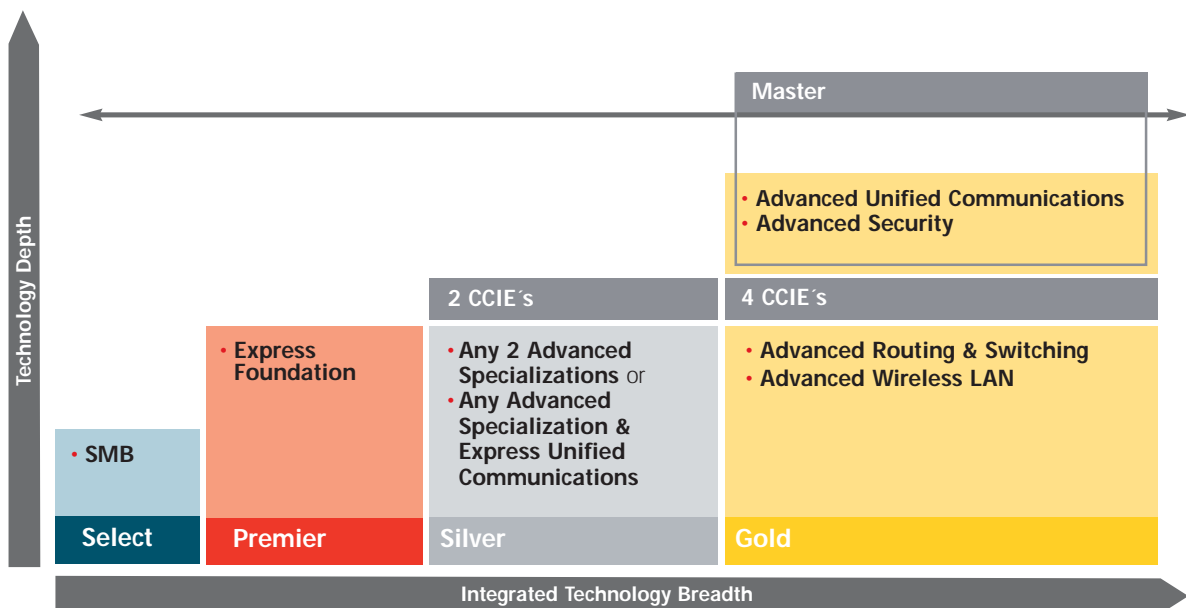 Technology Depth
Master
• Advanced Unified Communications
• Advanced Security
2 CCIE´s
4 CCIE´s
• Express
Foundation
• Any 2 Advanced
Specializations or
• Any Advanced
Specialization &
Express Unified
Communications
• Advanced Routing & Switching
• Advanced Wireless LAN
• SMB
Select
Premier
Silver
Gold
Integrated Technology Breadth